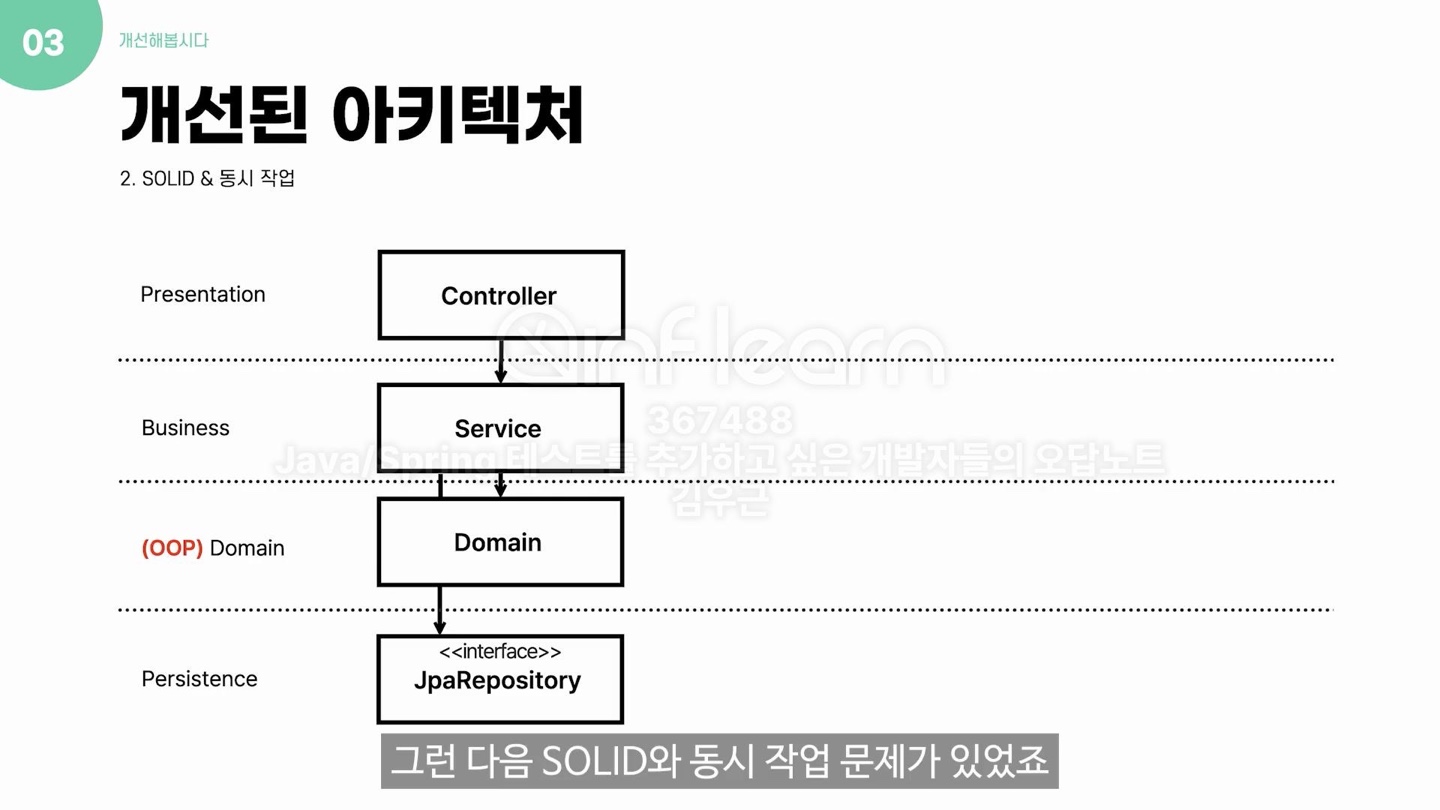 03
개선해봅시다
개선된 아키텍처
2. SOLID & 동시 작업
Presentation
Controller
inflearn
367488
Business
Service
Java/Spring 테스트를 추가하고 싶은 개발자들의 오답노트
김우근
(OOP) Domain
Domain
Persistence
<<interface>>
JpaRepository
그런 다음 SOLID와 동시 작업 문제가 있었죠